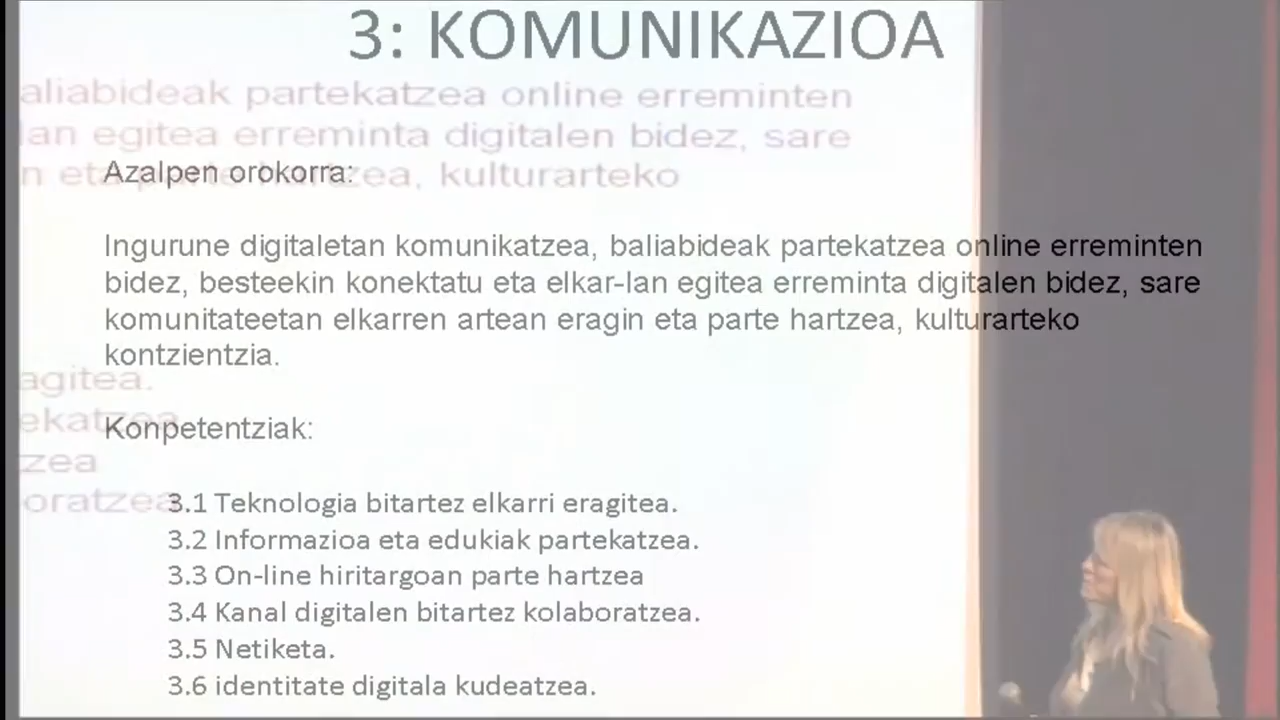 3: KOMUNIKAZIOA
aliabideak partekatzea online erreminten
lan egitea erreminta digitalen bidez, sare
n eta parte hartzea, kulturarteko
Azalpen orokorra:
Ingurune digitaletan komunikatzea, baliabideak partekatzea online erreminten
bidez, besteekin konektatu eta elkar-lan egitea erreminta digitalen bidez, sare
komunitateetan elkarren artean eragin eta parte hartzea, kulturarteko
kontzientzia.
agitea.
ekatzea.
Konpetentziak:
zea
oratzea
3.1 Teknologia bitartez elkarri eragitea.
3.2 Informazioa eta edukiak partekatzea.
3.3 On-line hiritargoan parte hartzea
3.4 Kanal digitalen bitartez kolaboratzea.
3.5 Netiketa.
3.6 identitate digitala kudeatzea.